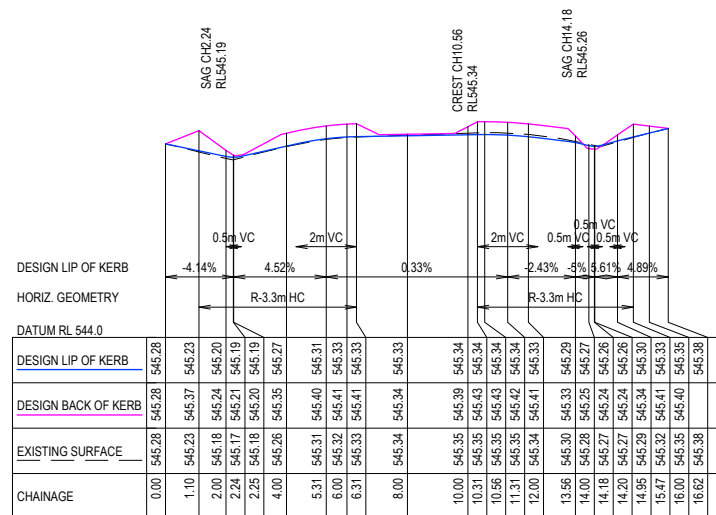 SAG CH2.24
RL545.19
CREST CH10.56
RL545.34
SAG CH14.18
RL545.26
0.5m VC
0.5m VC 2m VC 2m VC 0.5m VC 0.5m VC
DESIGN LIP OF KERB -4.14% 4.52% 0.33% -2.43% -5% 5.61% 4.89%
HORIZ. GEOMETRY R-3.3m HC R-3.3m HC
DATUM RL 544.0
DESIGN LIP OF KERB 545.28 545.23 545.20 545.19 545.19 545.27 545.31 545.33 545.33 545.33 545.34 545.34 545.34 545.34 545.33 545.29 545.27 545.26 545.26 545.30 545.33 545.35 545.38
DESIGN BACK OF KERB 545.28 545.37 545.24 545.21 545.20 545.35 545.40 545.41 545.41 545.34 545.39 545.43 545.43 545.42 545.41 545.33 545.25 545.24 545.24 545.34 545.41 545.40
EXISTING SURFACE 545.28 545.23 545.18 545.17 545.18 545.26 545.31 545.32 545.33 545.34 545.35 545.35 545.35 545.35 545.34 545.30 545.28 545.27 545.27 545.29 545.32 545.35 545.38
CHAINAGE 0.00 1.10 2.00 2.24 2.25 4.00 5.31 6.00 6.31 8.00 10.00 10.31 10.56 11.31 12.00 13.56 14.00 14.18 14.20 14.95 15.47 16.00 16.62